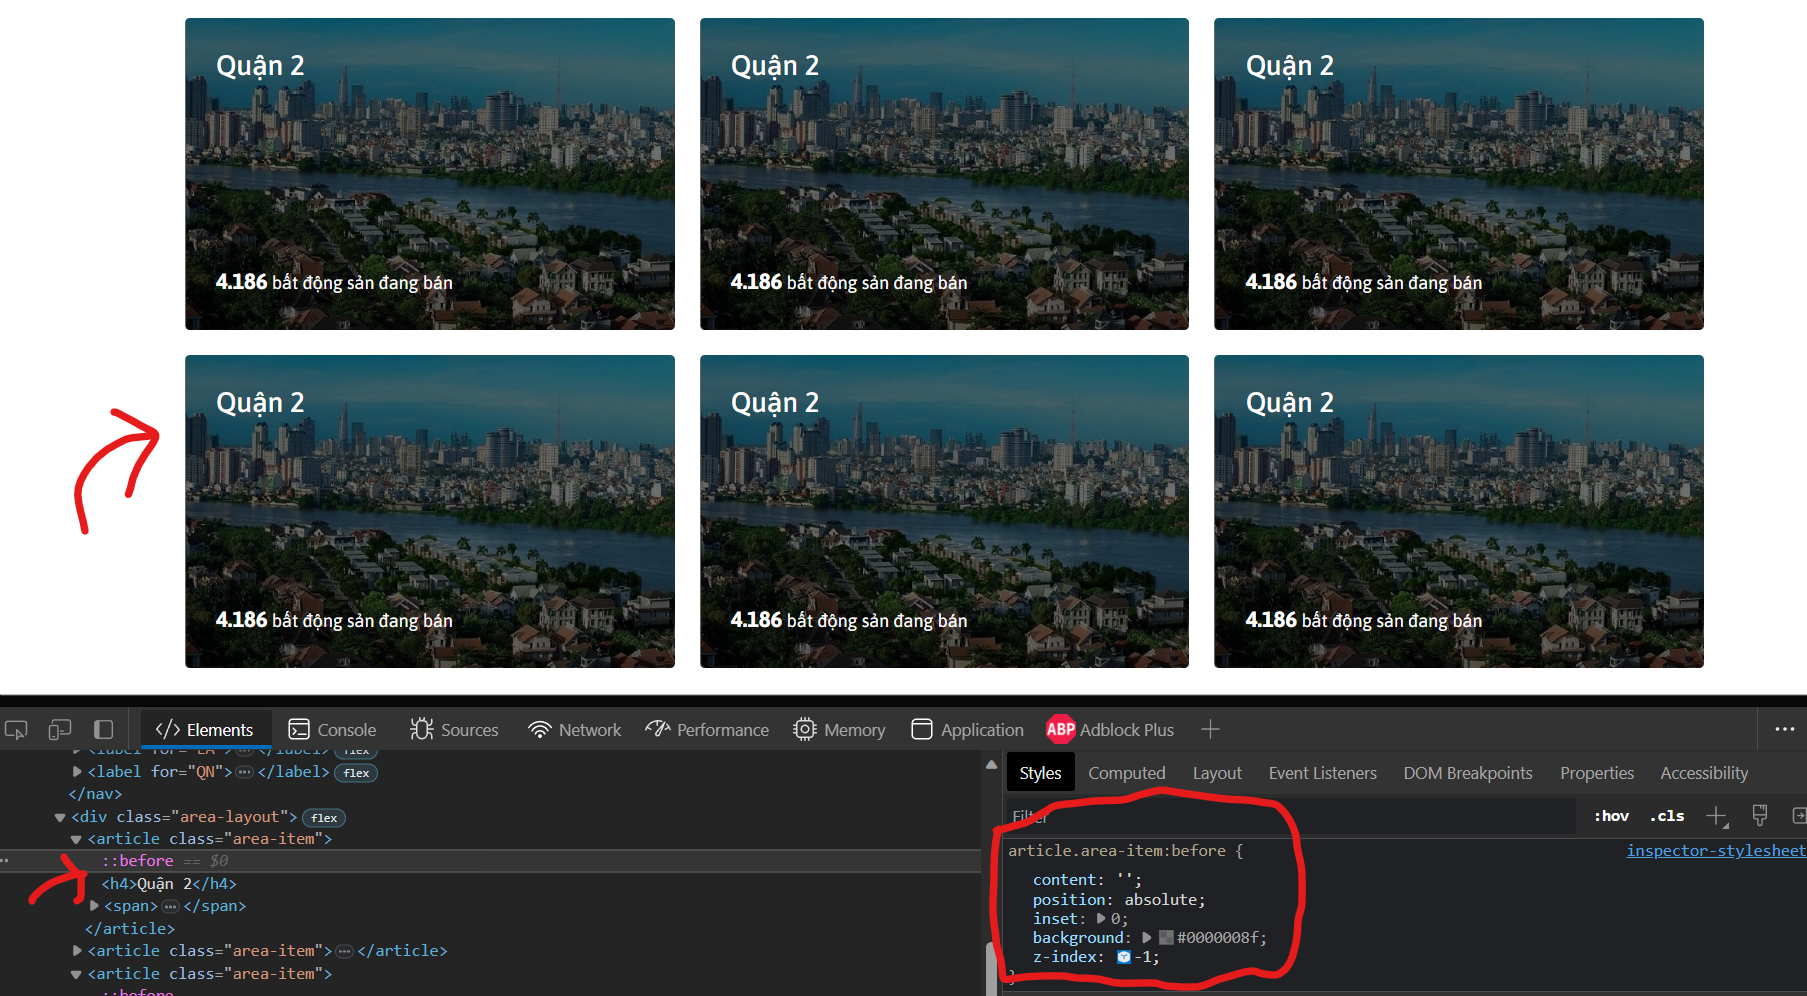 Quận 2
Quận 2
Quận 2
4.186 bất động sản đang bán
4.186 bất động sản đang bán
4.186 bất động sản đang bán
Quận 2
Quận 2
Quận 2
4.186 bất động sản đang bán
4.186 bất động sản đang bán
4.186 bất động sản đang bán
Elements
Console
Sources
Network
Performance
Memory
Application
ABP Adblock Plus
<label for="LA">…</label> flex
<label for="QN">…</label> flex
</nav>
<div class="area-layout"> flex
<article class="area-item">
::before == $0
<h4>Quận 2</h4>
<span>…</span>
</article>
<article class="area-item">…</article>
<article class="area-item">
::before
Styles
Computed
Layout
Event Listeners
DOM Breakpoints
Properties
Accessibility
Filter
:hov .cls
article.area-item:before {
inspector-stylesheet
content: '';
position: absolute;
inset: 0;
background: #0000008f;
z-index: -1;
}